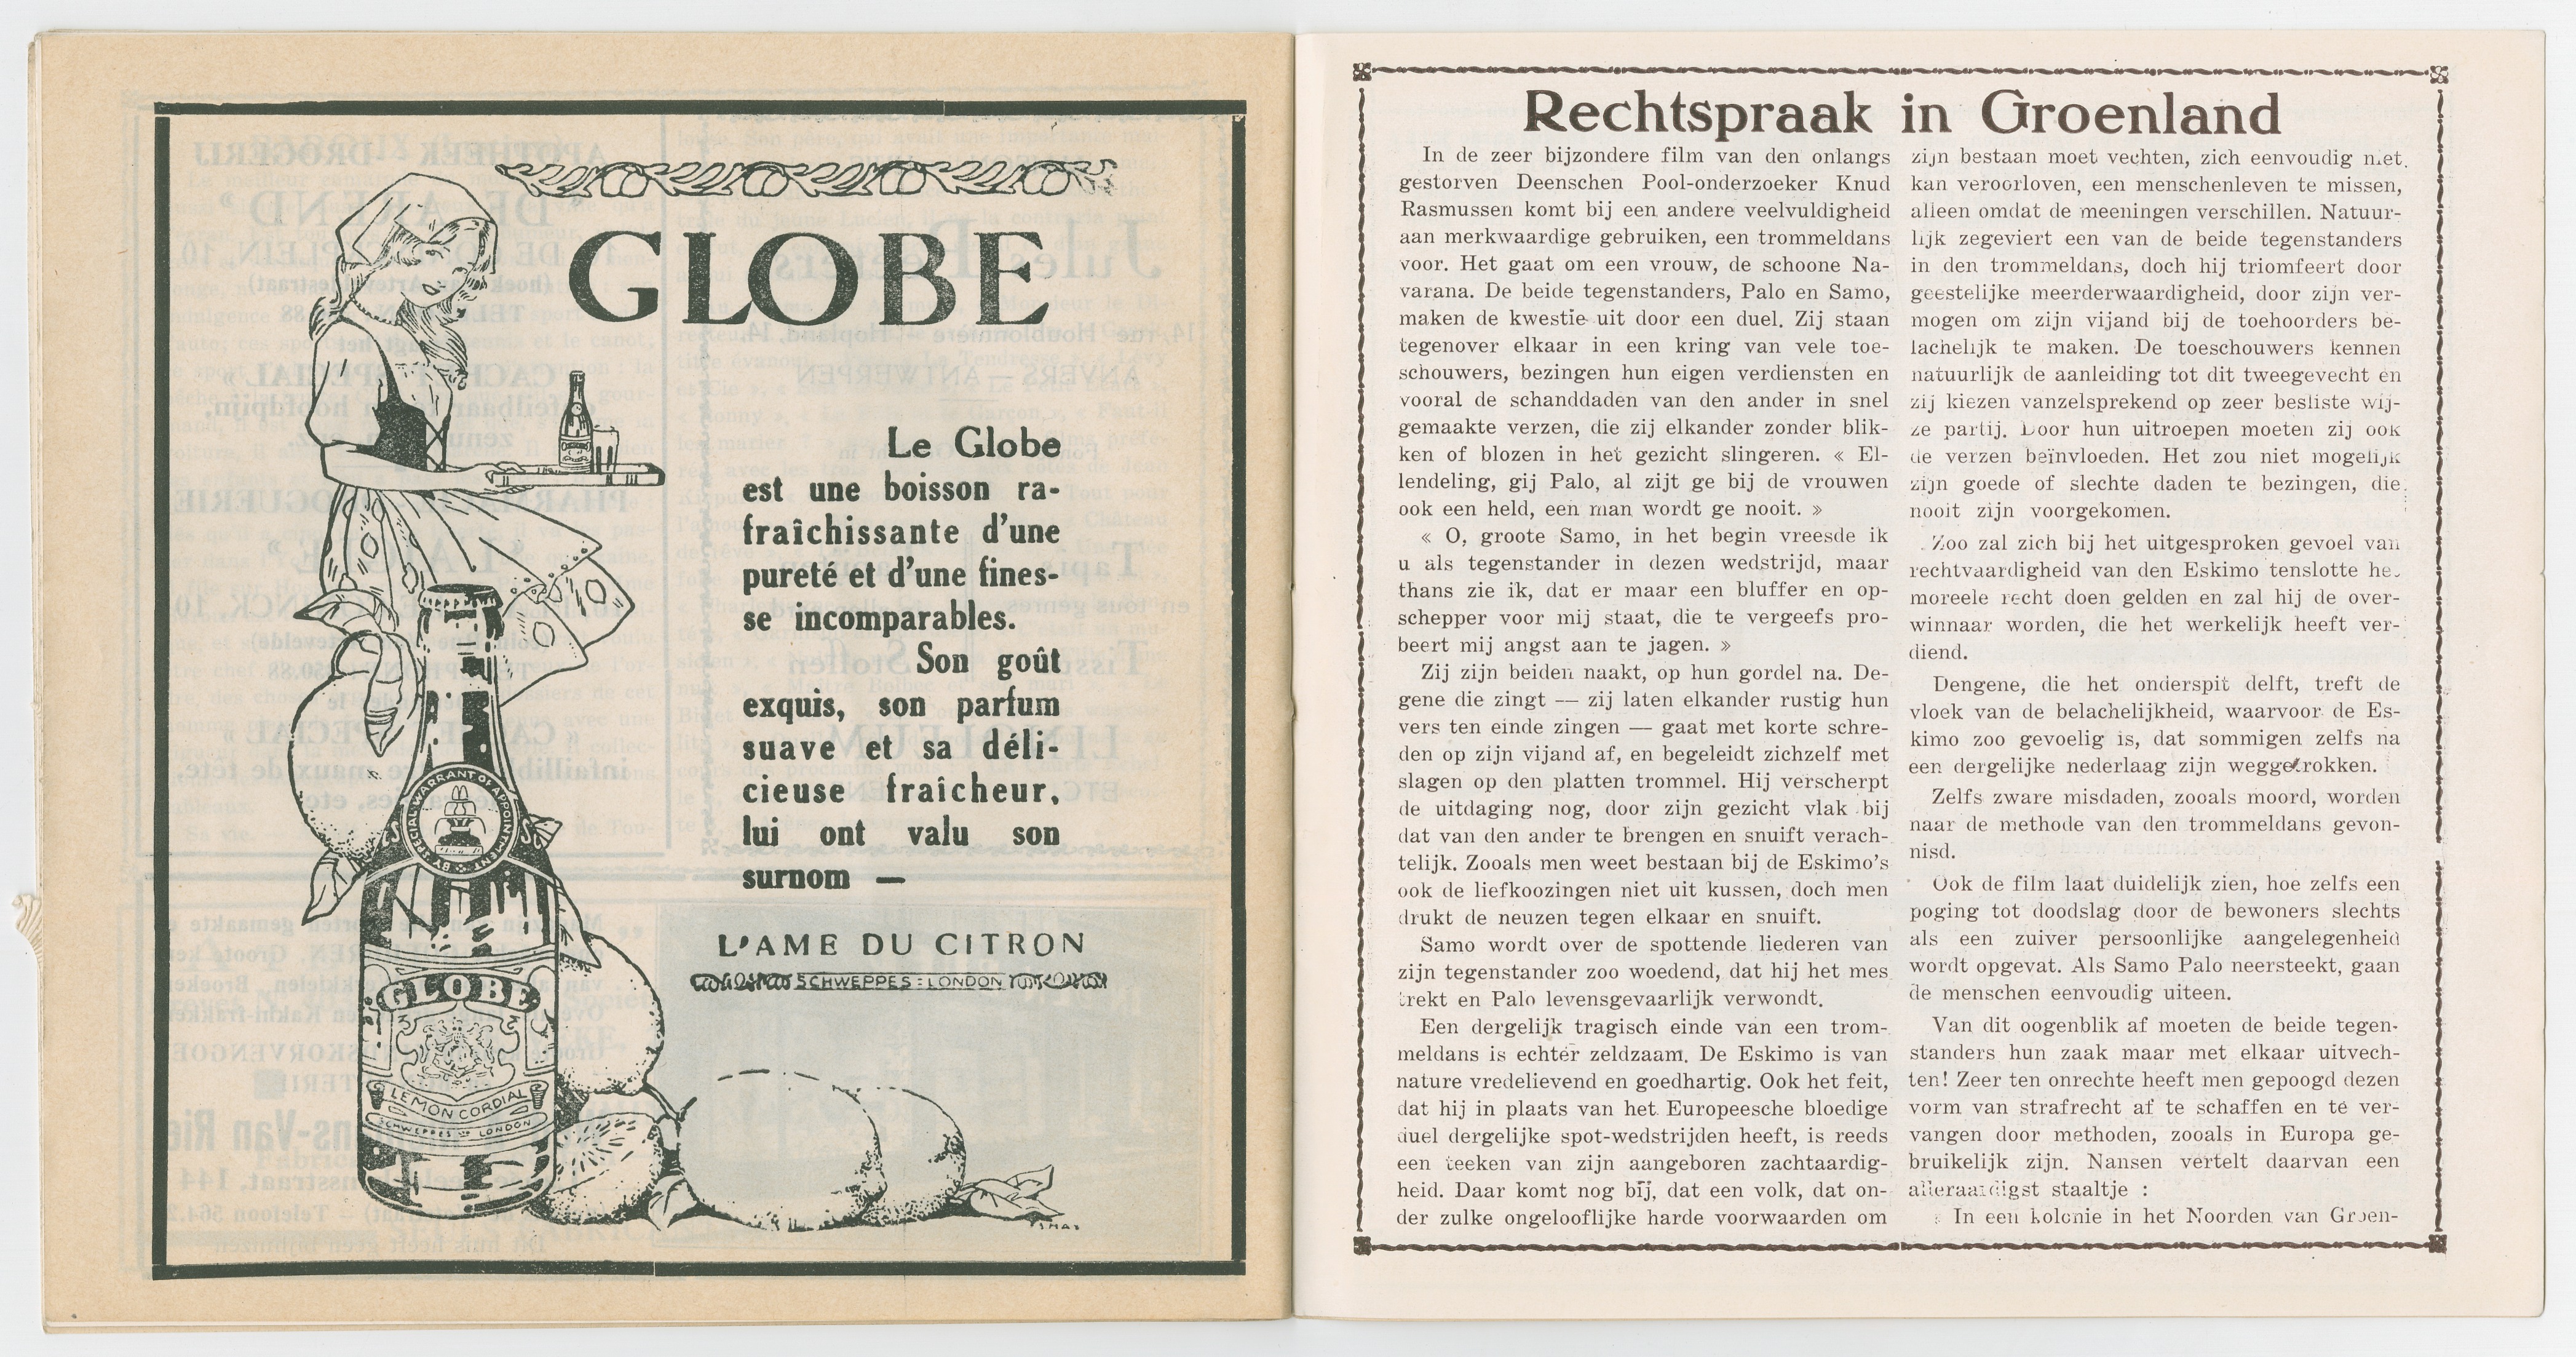 GLOBE
Le Globe
est une boisson ra-
fraîchissante d'une
pureté et d'une fines-
se incomparables.
Son goût
exquis, son parfum
suave et sa déli-
cieuse fraîcheur,
lui ont valu son
surnom —
L'AME DU CITRON
SCHWEPPES : LONDON
BY SPECIAL WARRANT OF APPOINTMENT
GLOBE
LEMON CORDIAL
SCHWEPPES LONDON
Rechtspraak in Groenland
In de zeer bijzondere film van den onlangs
gestorven Deenschen Pool-onderzoeker Knud
Rasmussen komt bij een andere veelvuldigheid
aan merkwaardige gebruiken, een trommeldans
voor. Het gaat om een vrouw, de schoone Na-
varana. De beide tegenstanders, Palo en Samo,
maken de kwestie uit door een duel. Zij staan
tegenover elkaar in een kring van vele toe-
schouwers, bezingen hun eigen verdiensten en
vooral de schanddaden van den ander in snel
gemaakte verzen, die zij elkander zonder blik-
ken of blozen in het gezicht slingeren. « El-
lendeling, gij Palo, al zijt ge bij de vrouwen
ook een held, een man wordt ge nooit. »
« O, groote Samo, in het begin vreesde ik
u als tegenstander in dezen wedstrijd, maar
thans zie ik, dat er maar een bluffer en op-
schepper voor mij staat, die te vergeefs pro-
beert mij angst aan te jagen. »
Zij zijn beiden naakt, op hun gordel na. De-
gene die zingt — zij laten elkander rustig hun
vers ten einde zingen — gaat met korte schre-
den op zijn vijand af, en begeleidt zichzelf met
slagen op den platten trommel. Hij verscherpt
de uitdaging nog, door zijn gezicht vlak bij
dat van den ander te brengen en snuift verach-
telijk. Zooals men weet bestaan bij de Eskimo's
ook de liefkoozingen niet uit kussen, doch men
drukt de neuzen tegen elkaar en snuift.
Samo wordt over de spottende liederen van
zijn tegenstander zoo woedend, dat hij het mes
trekt en Palo levensgevaarlijk verwondt.
Een dergelijk tragisch einde van een trom-
meldans is echter zeldzaam. De Eskimo is van
nature vredelievend en goedhartig. Ook het feit,
dat hij in plaats van het Europeesche bloedige
duel dergelijke spot-wedstrijden heeft, is reeds
een teeken van zijn aangeboren zachtaardig-
heid. Daar komt nog bij, dat een volk, dat on-
der zulke ongelooflijke harde voorwaarden om
zijn bestaan moet vechten, zich eenvoudig niet
kan veroorloven, een menschenleven te missen,
alleen omdat de meeningen verschillen. Natuur-
lijk zegeviert een van de beide tegenstanders
in den trommeldans, doch hij triomfeert door
geestelijke meerderwaardigheid, door zijn ver-
mogen om zijn vijand bij de toehoorders be-
lachelijk te maken. De toeschouwers kennen
natuurlijk de aanleiding tot dit tweegevecht en
zij kiezen vanzelsprekend op zeer besliste wij-
ze partij. Door hun uitroepen moeten zij ook
de verzen beïnvloeden. Het zou niet mogelijk
zijn goede of slechte daden te bezingen, die
nooit zijn voorgekomen.
Zoo zal zich bij het uitgesproken gevoel van
rechtvaardigheid van den Eskimo tenslotte het
moreele recht doen gelden en zal hij de over-
winnaar worden, die het werkelijk heeft ver-
diend.
Dengene, die het onderspit delft, treft de
vloek van de belachelijkheid, waarvoor de Es-
kimo zoo gevoelig is, dat sommigen zelfs na
een dergelijke nederlaag zijn weggetrokken.
Zelfs zware misdaden, zooals moord, worden
naar de methode van den trommeldans gevon-
nisd.
Ook de film laat duidelijk zien, hoe zelfs een
poging tot doodslag door de bewoners slechts
als een zuiver persoonlijke aangelegenheid
wordt opgevat. Als Samo Palo neersteekt, gaan
de menschen eenvoudig uiteen.
Van dit oogenblik af moeten de beide tegen-
standers hun zaak maar met elkaar uitvech-
ten! Zeer ten onrechte heeft men gepoogd dezen
vorm van strafrecht af te schaffen en te ver-
vangen door methoden, zooals in Europa ge-
bruikelijk zijn. Nansen vertelt daarvan een
alleraardigst staaltje :
In een kolonie in het Noorden van Groen-